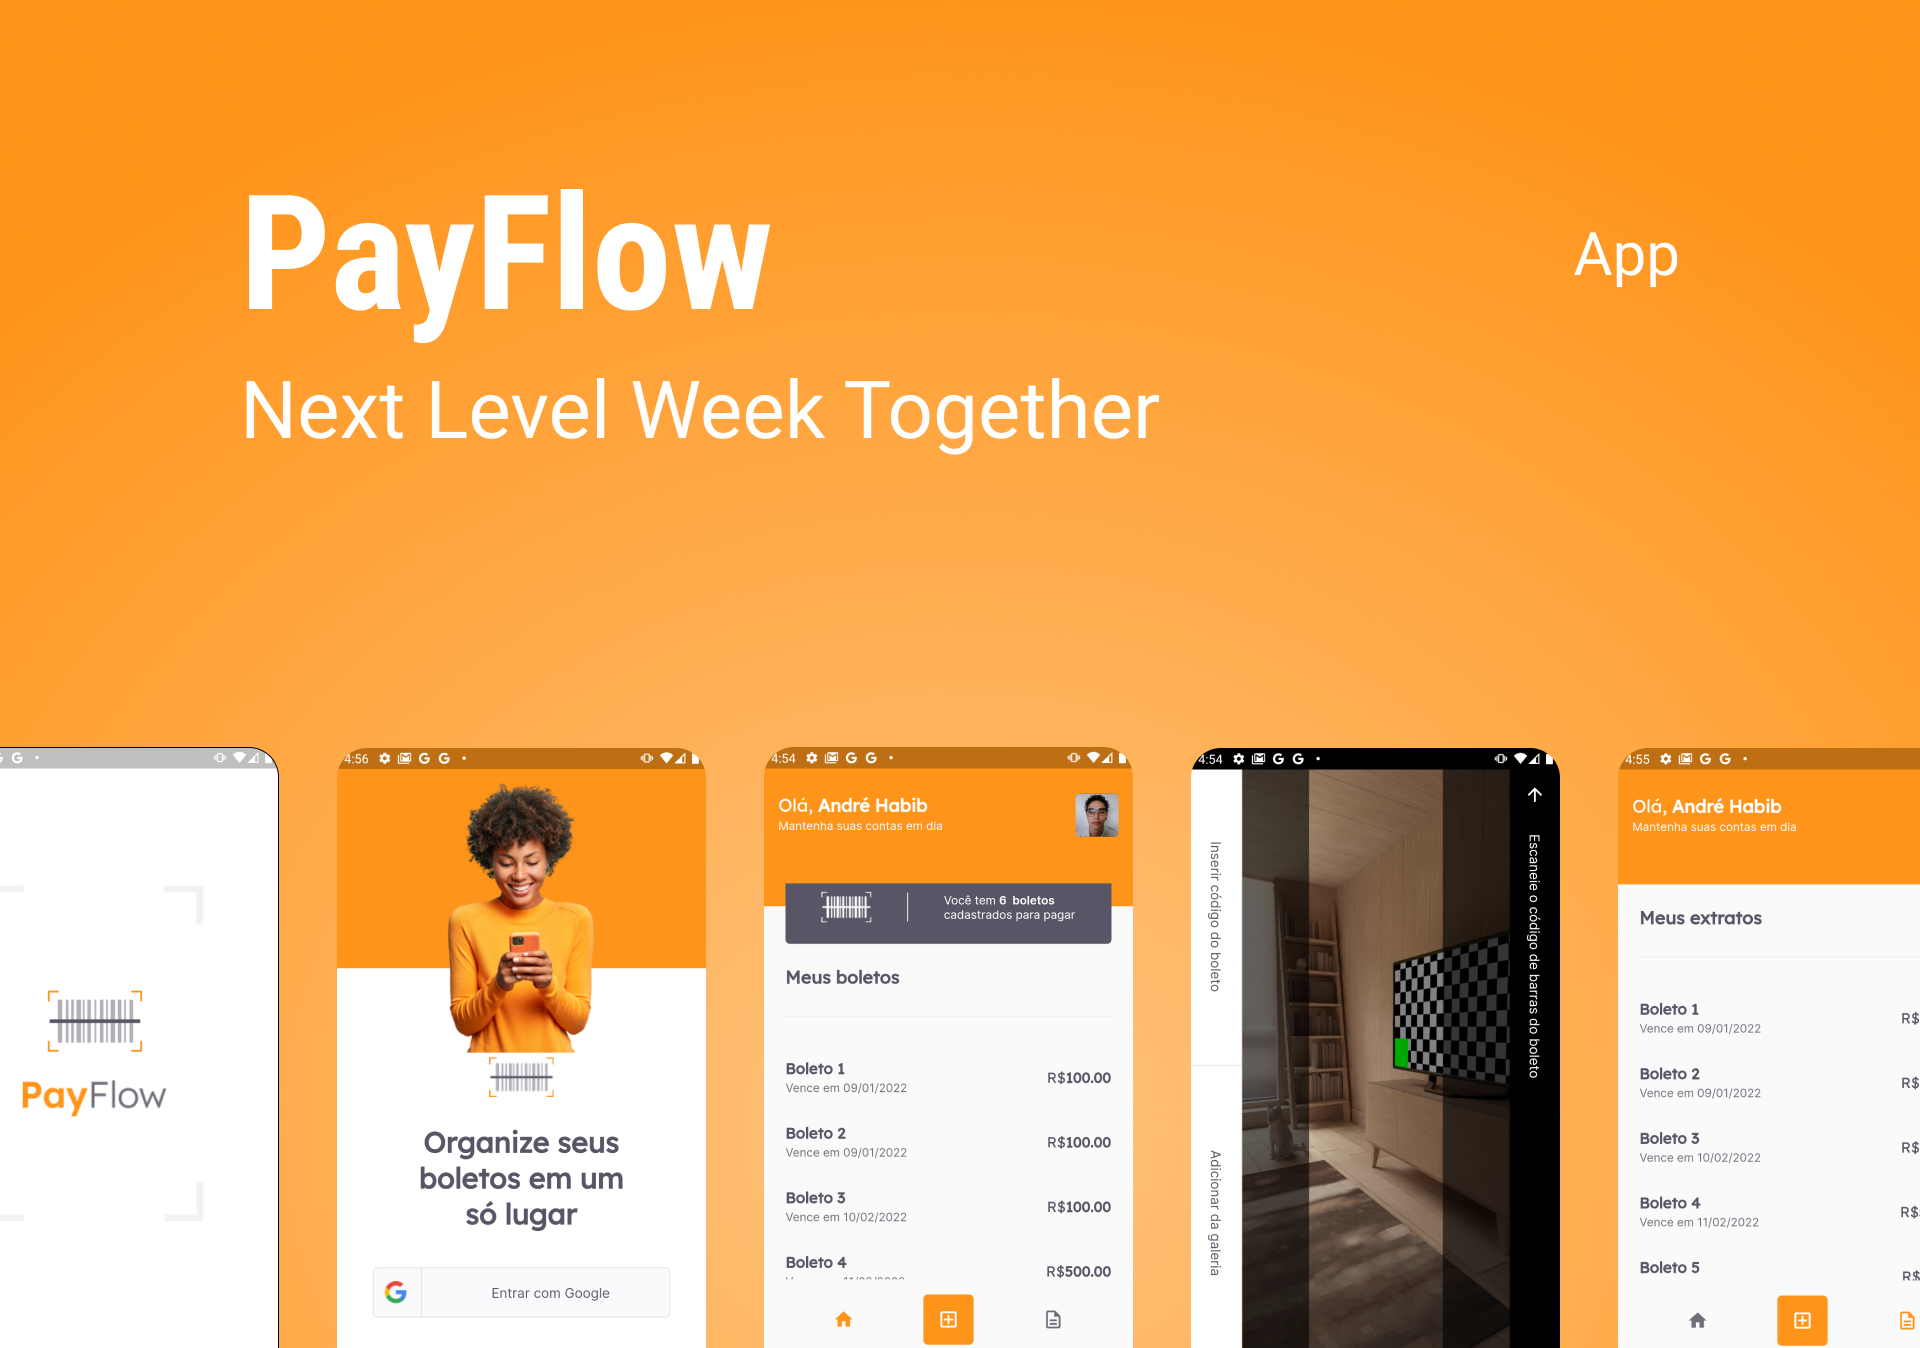 PayFlow
App
Next Level Week Together
PayFlow
4:56
Organize seus
boletos em um
só lugar
Entrar com Google
4:54
Olá, André Habib
Mantenha suas contas em dia
Você tem 6 boletos
cadastrados para pagar
Meus boletos
Boleto 1
Vence em 09/01/2022
R$100.00
Boleto 2
Vence em 09/01/2022
R$100.00
Boleto 3
Vence em 10/02/2022
R$100.00
Boleto 4
R$500.00
4:54
Escaneie o código de barras do boleto
Inserir código do boleto
Adicionar da galeria
4:55
Olá, André Habib
Mantenha suas contas em dia
Meus extratos
Boleto 1
Vence em 09/01/2022
R$
Boleto 2
Vence em 09/01/2022
R$
Boleto 3
Vence em 10/02/2022
R$
Boleto 4
Vence em 11/02/2022
R$
Boleto 5
R$